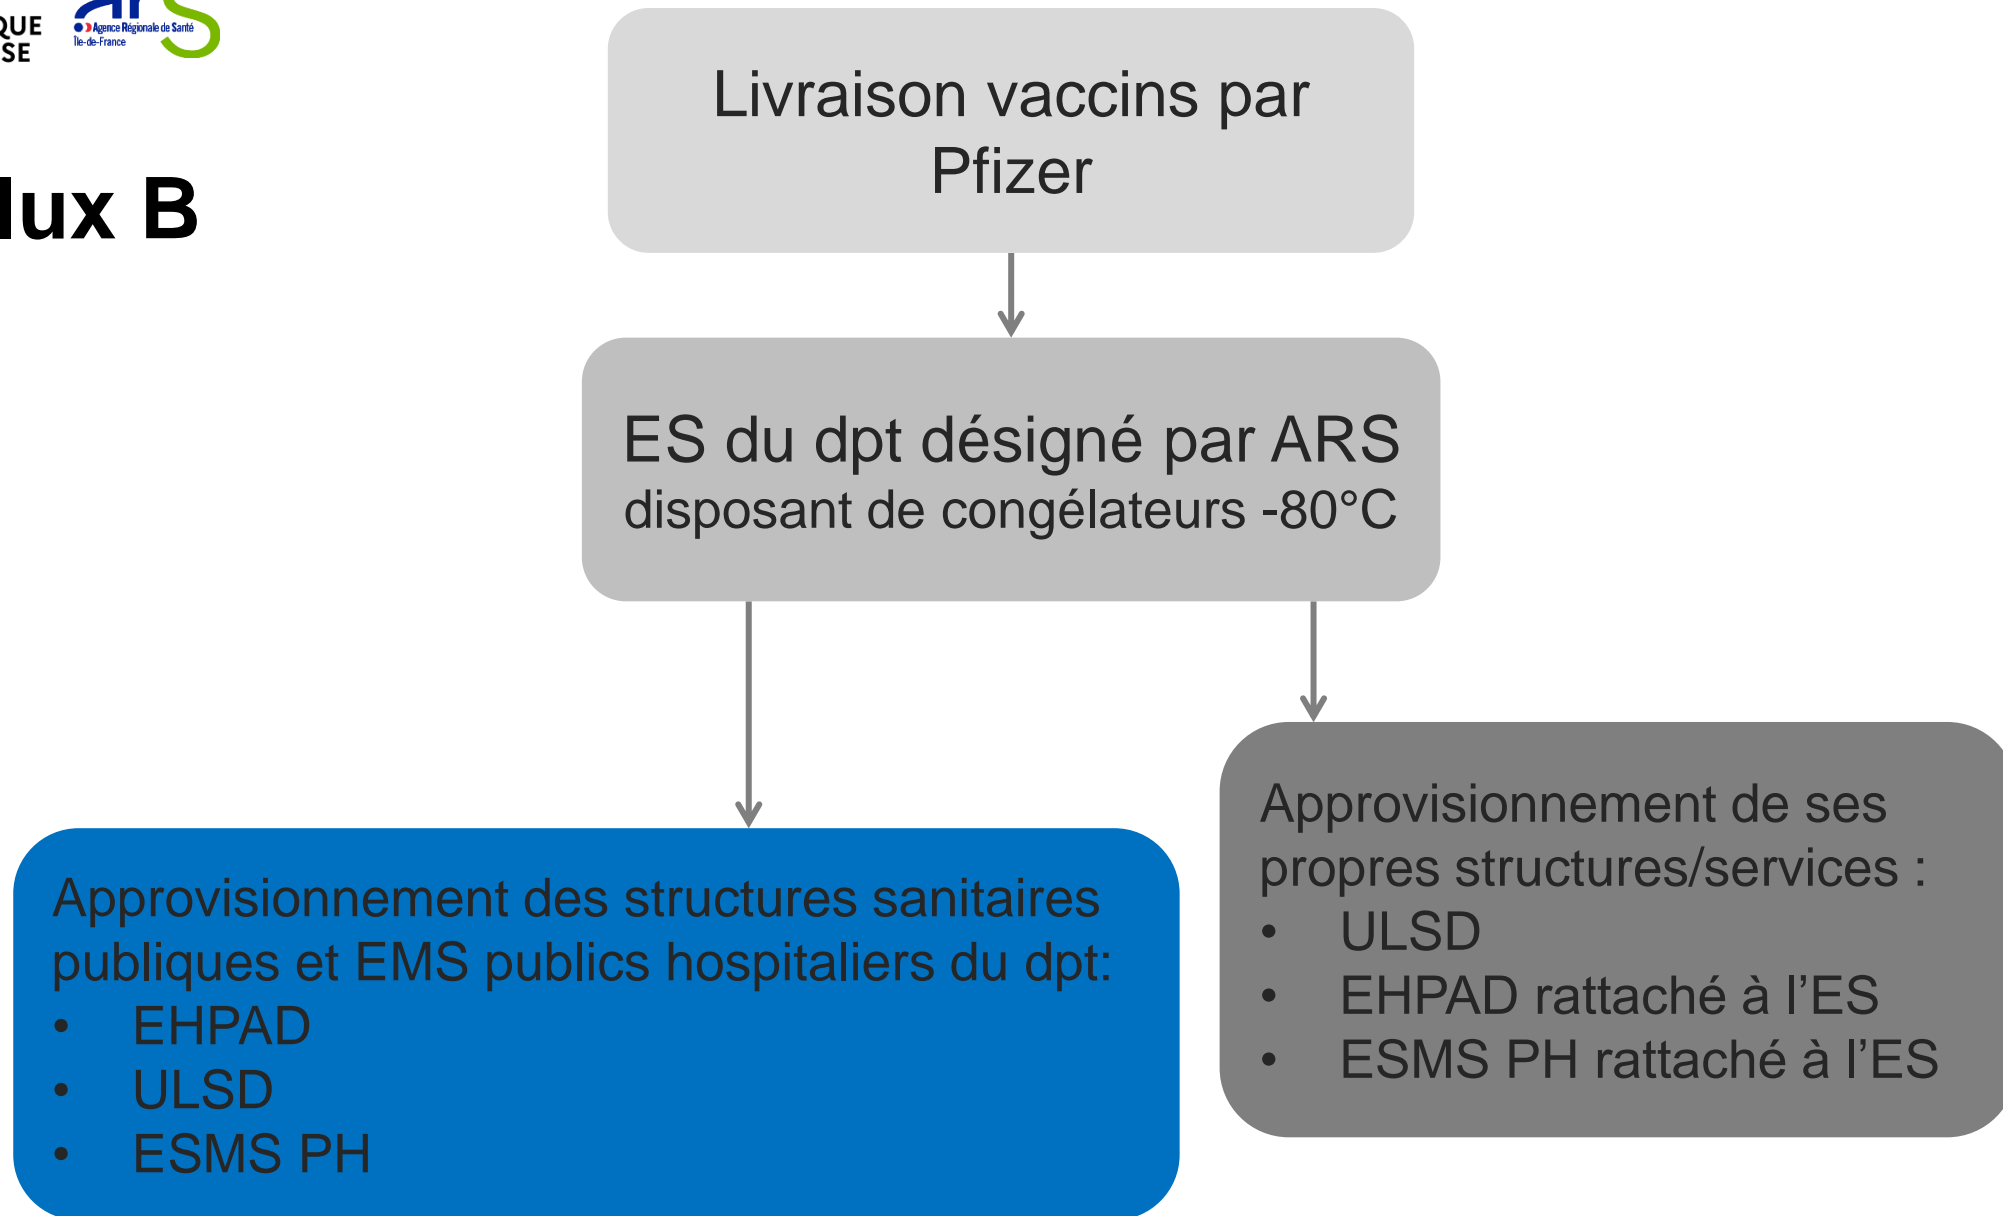 QUE
SE
ars
Agence Régionale de Santé
Île-de-France
lux B
Livraison vaccins par
Pfizer
ES du dpt désigné par ARS
disposant de congélateurs -80°C
Approvisionnement des structures sanitaires
publiques et EMS publics hospitaliers du dpt:
• EHPAD
• ULSD
• ESMS PH
Approvisionnement de ses
propres structures/services :
• ULSD
• EHPAD rattaché à l’ES
• ESMS PH rattaché à l’ES